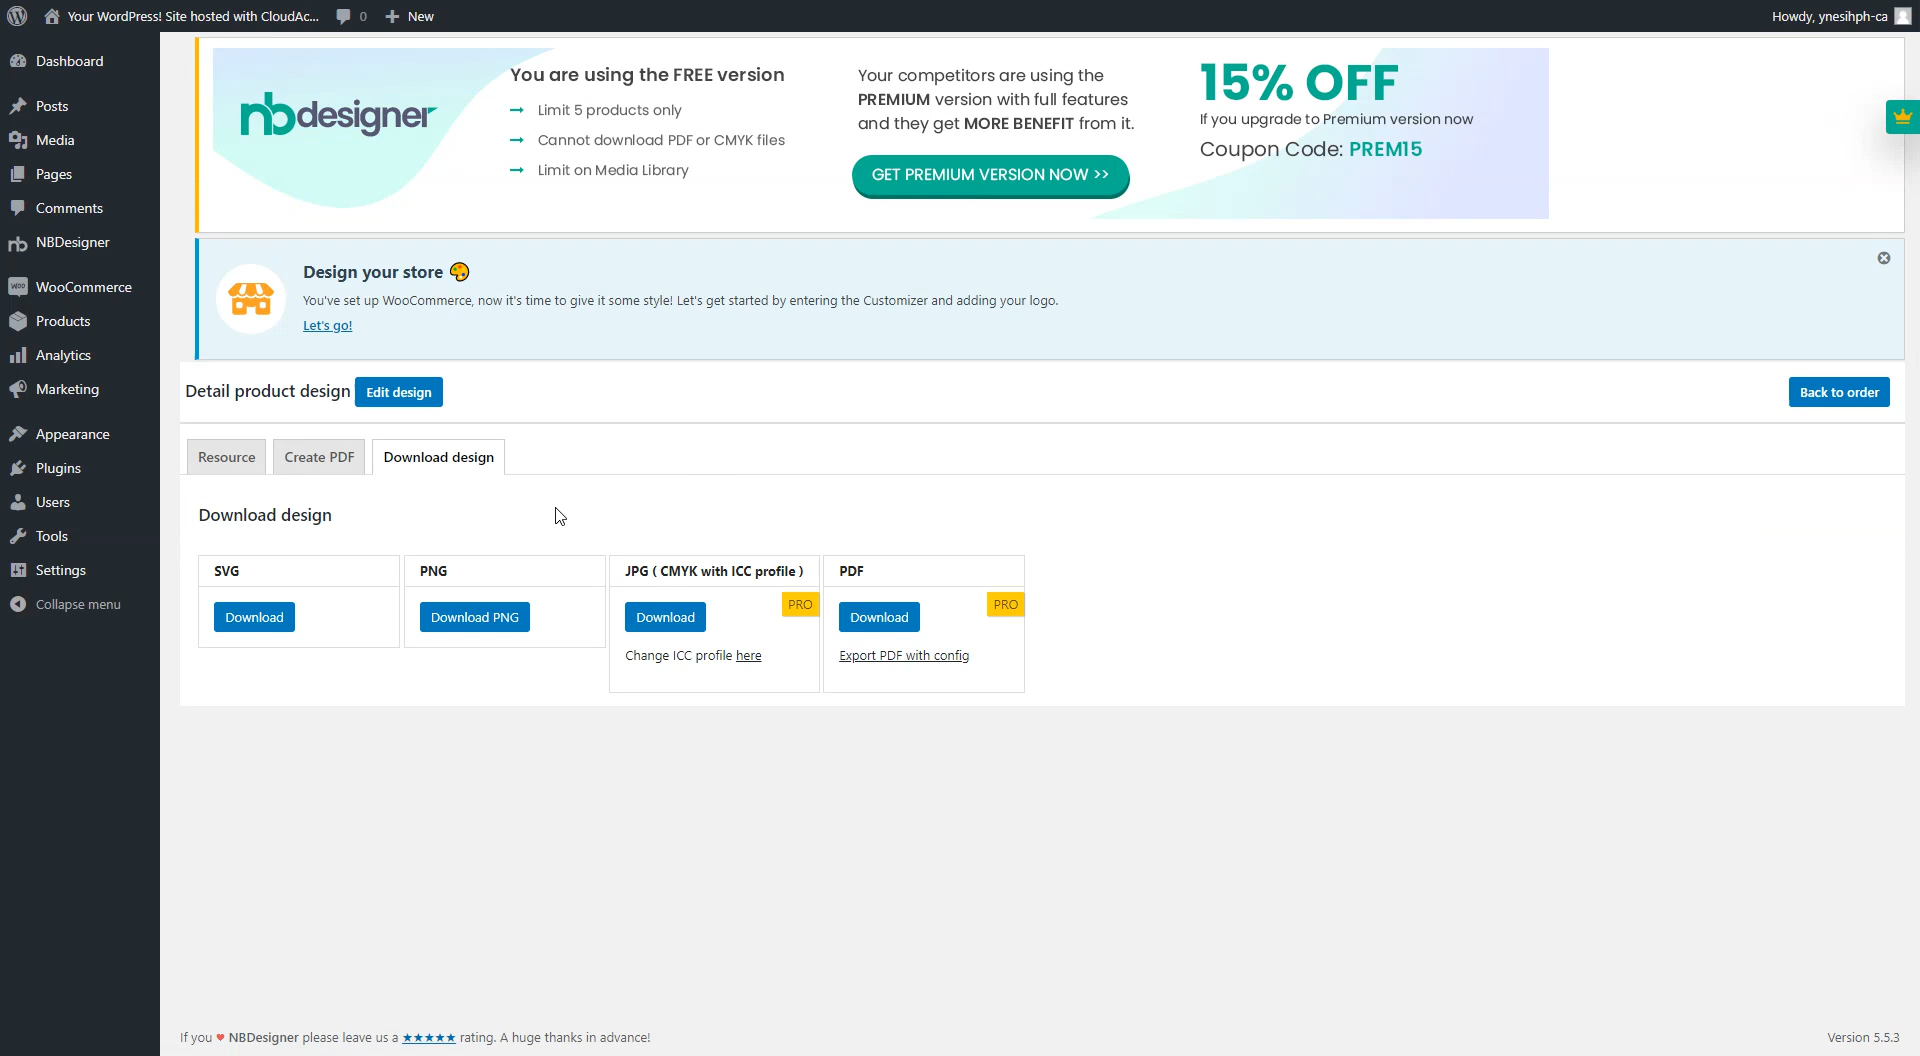 Your WordPress! Site hosted with CloudAc... 0 New
Howdy, ynesihph-ca
Dashboard
Posts
Media
Pages
Comments
NBDesigner
WooCommerce
Products
Analytics
Marketing
Appearance
Plugins
Users
Tools
Settings
Collapse menu
nbdesigner
You are using the FREE version
→ Limit 5 products only
→ Cannot download PDF or CMYK files
→ Limit on Media Library
Your competitors are using the
PREMIUM version with full features
and they get MORE BENEFIT from it.
GET PREMIUM VERSION NOW >>
15% OFF
If you upgrade to Premium version now
Coupon Code: PREM15
Design your store 🎨
You've set up WooCommerce, now it's time to give it some style! Let's get started by entering the Customizer and adding your logo.
Let's go!
Detail product design Edit design
Back to order
Resource Create PDF Download design
Download design
SVG
Download
PNG
Download PNG
JPG ( CMYK with ICC profile )
PRO
Download
Change ICC profile here
PDF
PRO
Download
Export PDF with config
If you ♥ NBDesigner please leave us a ★★★★★ rating. A huge thanks in advance!
Version 5.5.3